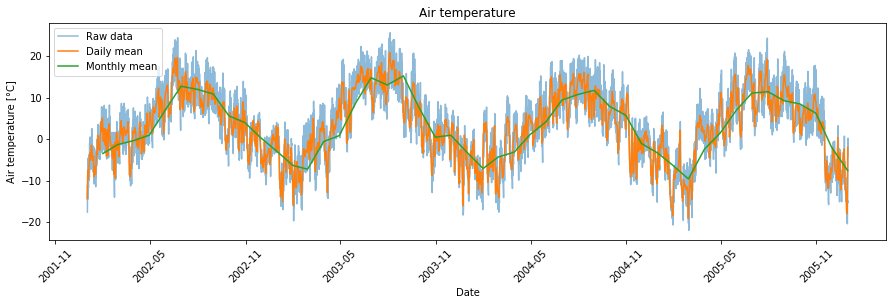 Air temperature
Raw data
Daily mean
Monthly mean
Air temperature [°C]
20
10
0
−10
−20
2001-11
2002-05
2002-11
2003-05
2003-11
2004-05
2004-11
2005-05
2005-11
Date